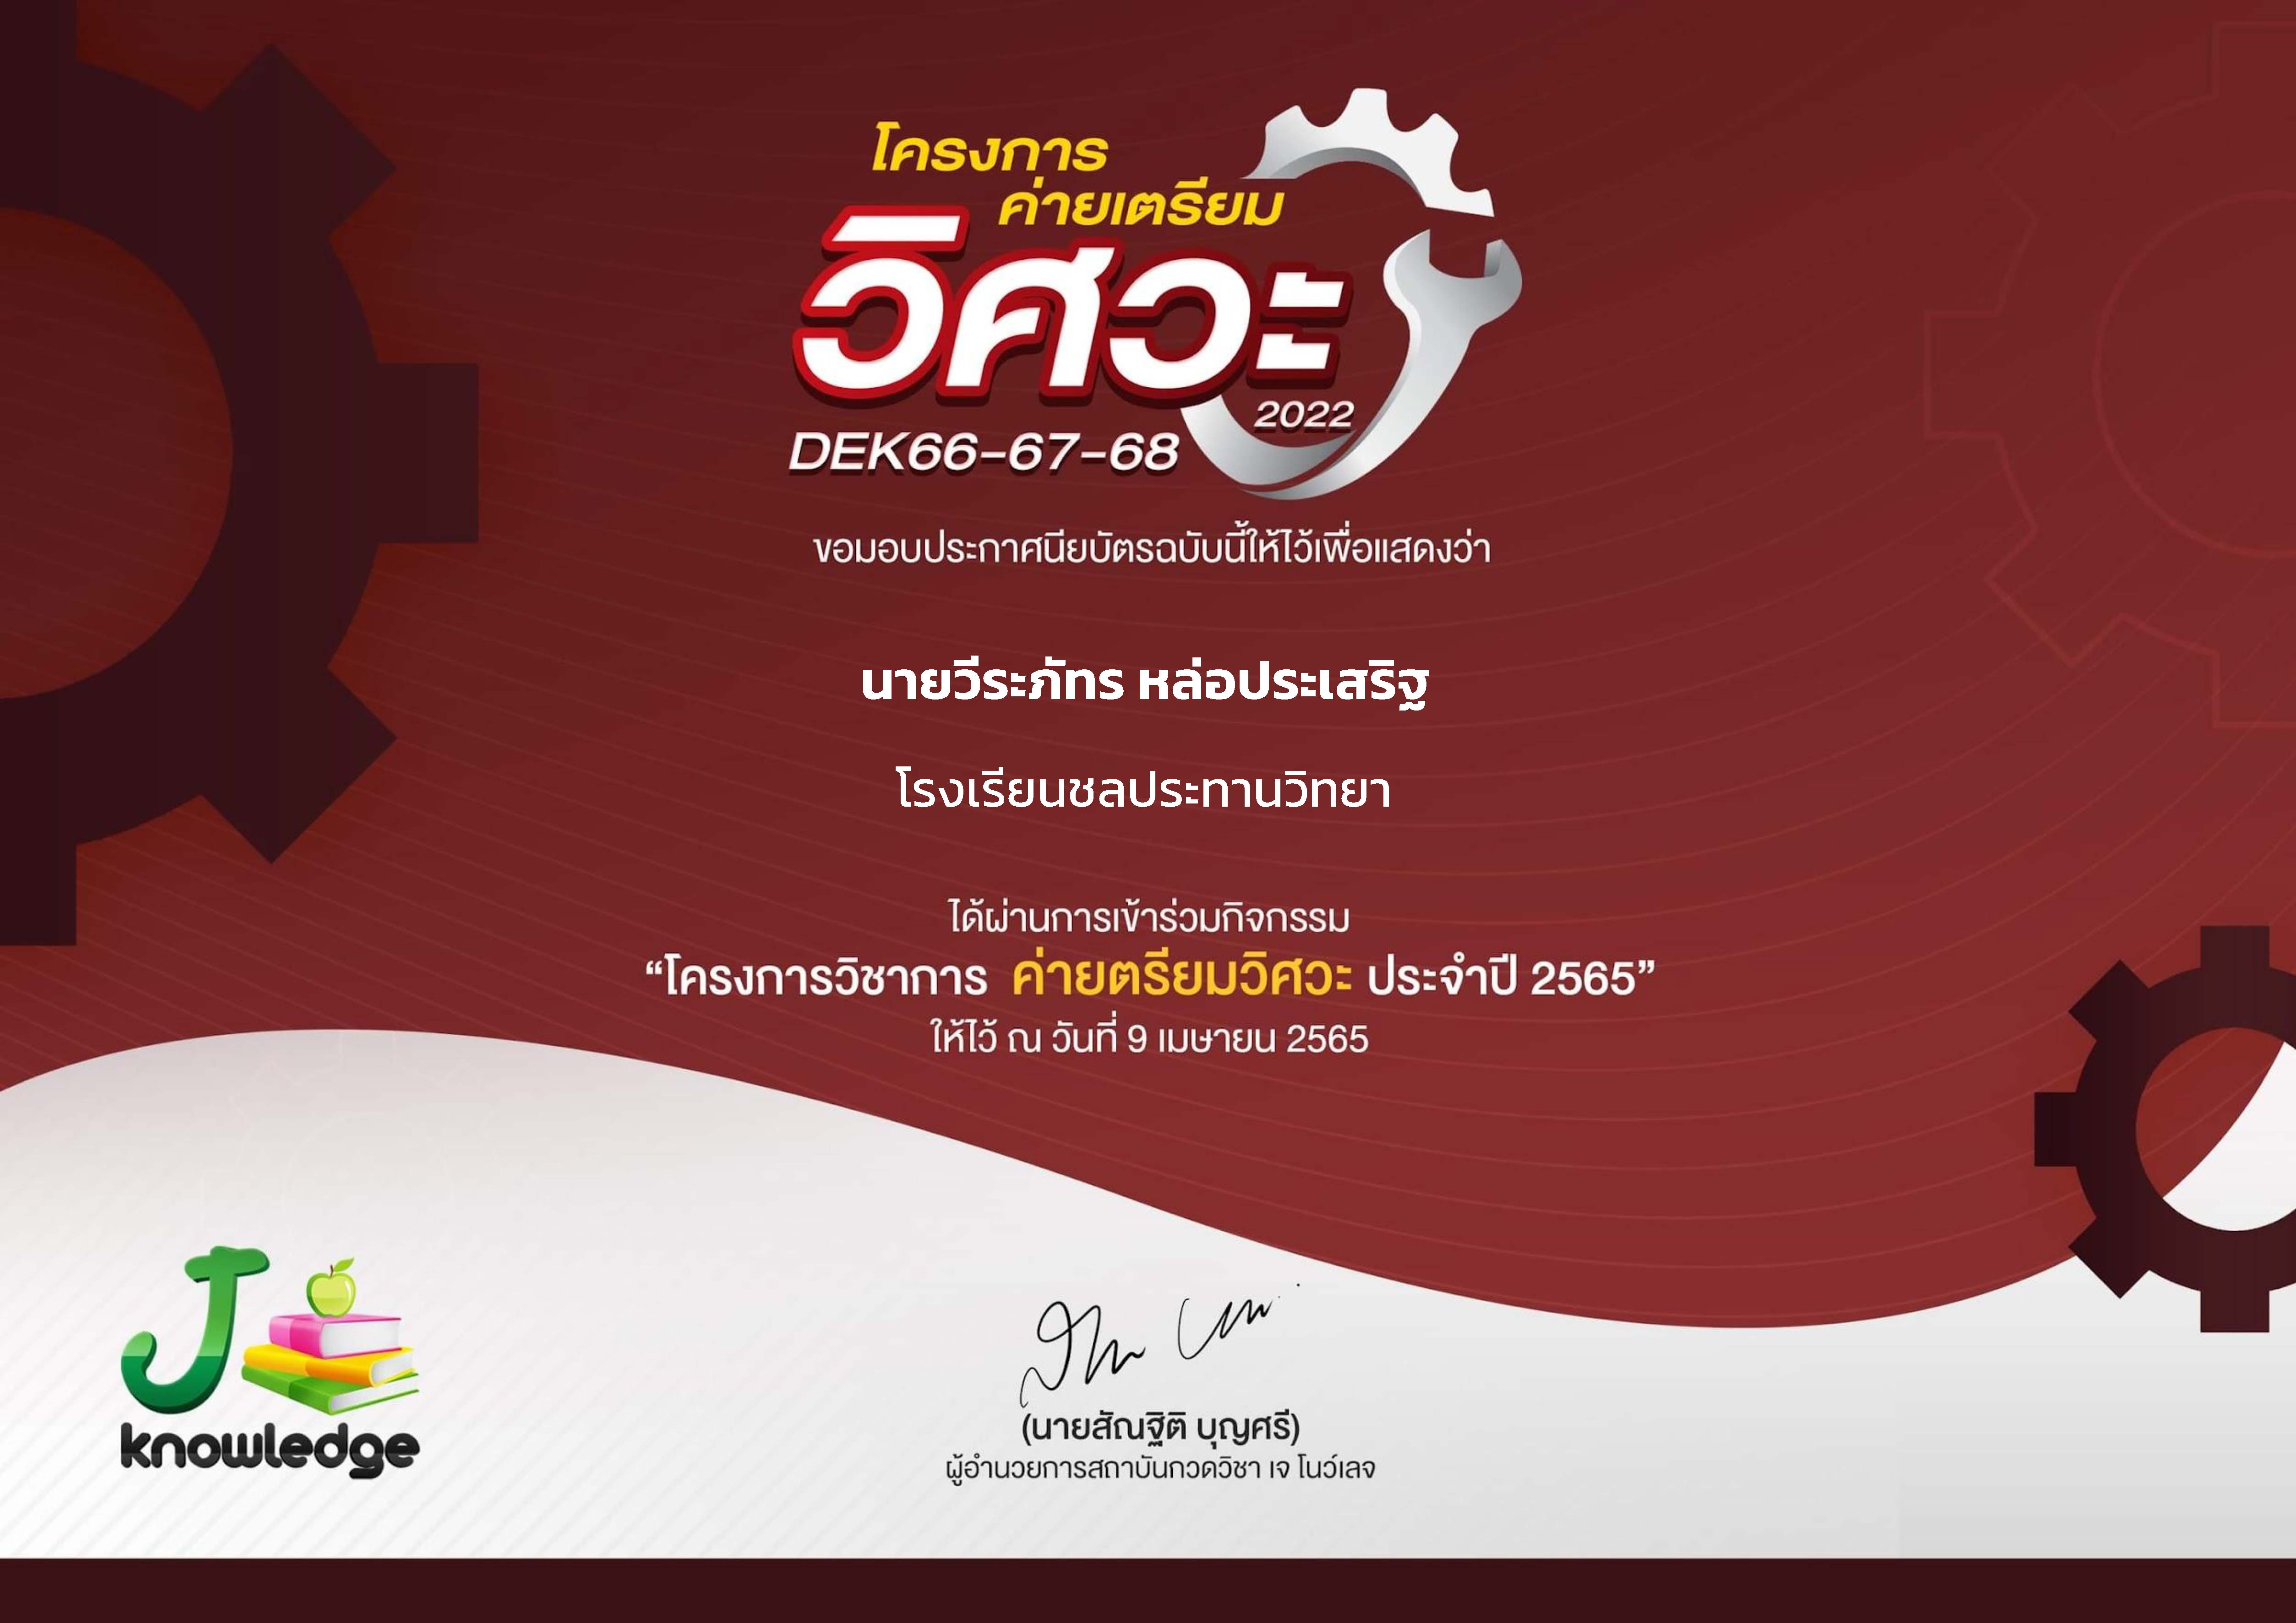 โครงการ
ค่ายเตรียม
วิศวะ
2022
DEK66-67-68
ขอมอบประกาศนียบัตรฉบับนี้ให้ไว้เพื่อแสดงว่า
นายวีระภัทร หล่อประเสริฐ
โรงเรียนชลประทานวิทยา
ได้ผ่านการเข้าร่วมกิจกรรม
“โครงการวิชาการ ค่ายตรียมวิศวะ ประจำปี 2565”
ให้ไว้ ณ วันที่ 9 เมษายน 2565
J
knowledge
(นายสัณฐิติ บุญศรี)
ผู้อำนวยการสถาบันกวดวิชา เจ โนว์เลจ